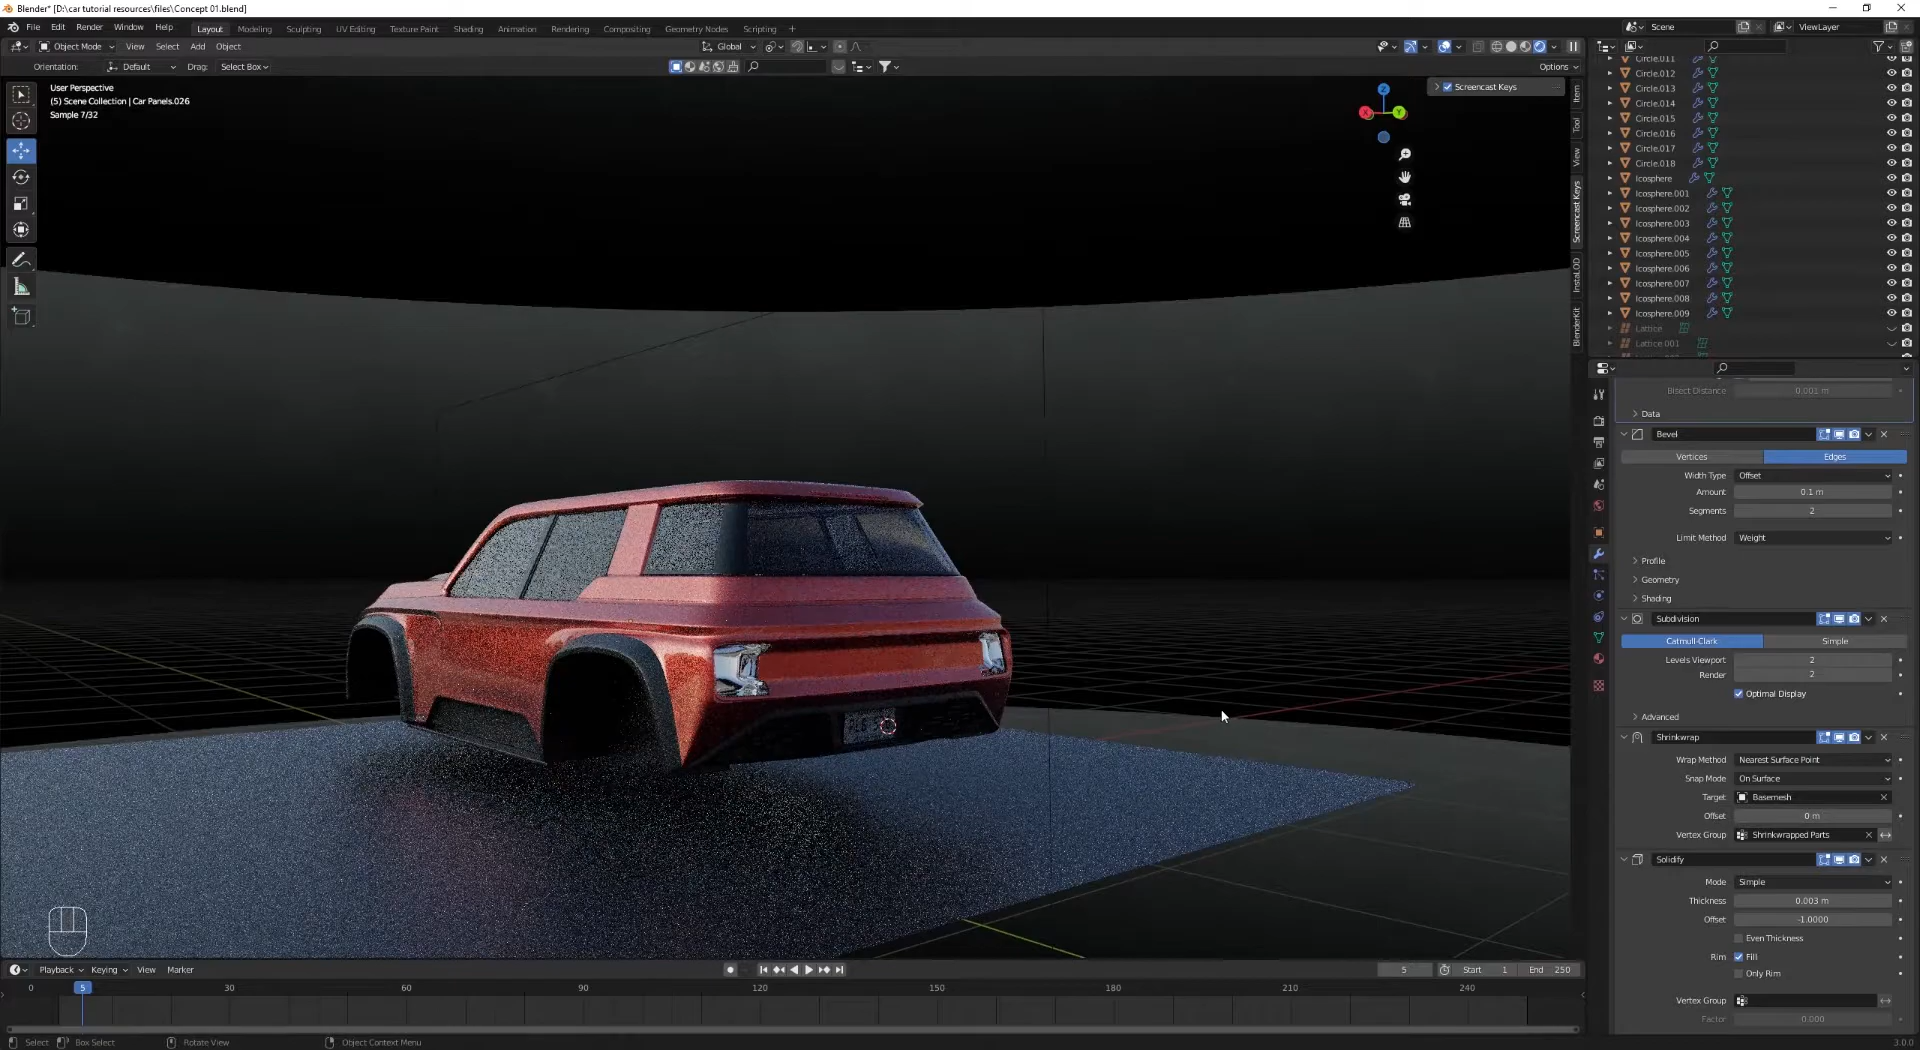 Blender* [D:\car tutorial resources\files\Concept 01.blend]
File Edit Render Window Help
Layout Modeling Sculpting UV Editing Texture Paint Shading Animation Rendering Compositing Geometry Nodes Scripting +
Scene ViewLayer
Object Mode View Select Add Object Global
Orientation: Default Drag: Select Box Options
User Perspective
(5) Scene Collection | Car Panels.026
Sample 7/32
Screencast Keys
Z
X
Y
Item
Tool
View
Screencast Keys
InstaLOD
BlenderKit
Circle.011
Circle.012
Circle.013
Circle.014
Circle.015
Circle.016
Circle.017
Circle.018
Icosphere
Icosphere.001
Icosphere.002
Icosphere.003
Icosphere.004
Icosphere.005
Icosphere.006
Icosphere.007
Icosphere.008
Icosphere.009
Lattice
Lattice.001
Bisect Distance 0.001 m
Data
Bevel
Vertices Edges
Width Type Offset
Amount 0.1 m
Segments 2
Limit Method Weight
Profile
Geometry
Shading
Subdivision
Catmull-Clark Simple
Levels Viewport 2
Render 2
Optimal Display
Advanced
Shrinkwrap
Wrap Method Nearest Surface Point
Snap Mode On Surface
Target Basemesh
Offset 0 m
Vertex Group Shrinkwrapped Parts
Solidify
Mode Simple
Thickness 0.003 m
Offset -1.0000
Even Thickness
Rim Fill
Only Rim
Vertex Group
Factor 0.000
Playback Keying View Marker 5 Start 1 End 250
0 5 30 60 90 120 150 180 210 240
Select Box Select Rotate View Object Context Menu 3.0.0